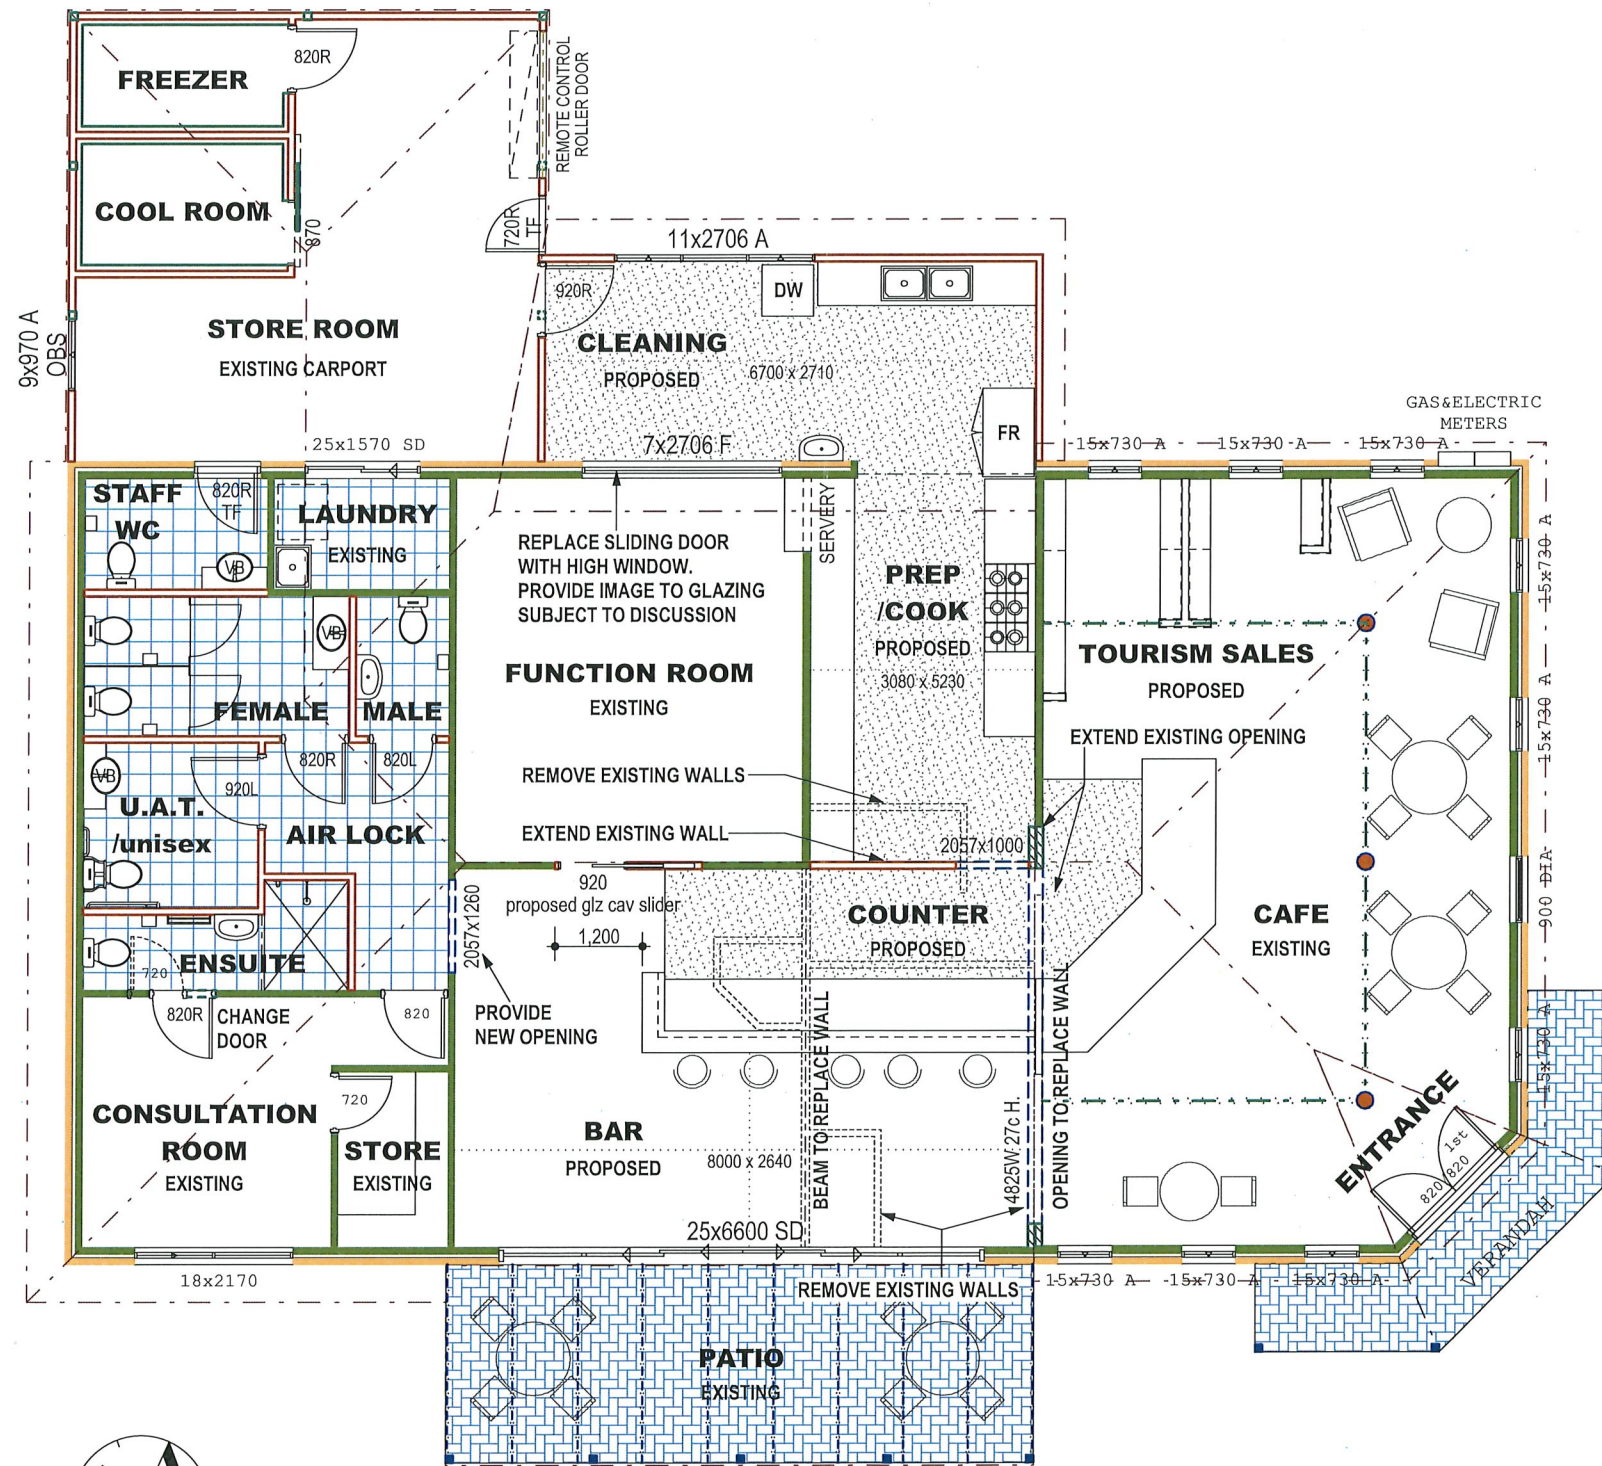 FREEZER
820R
REMOTE CONTROL
ROLLER DOOR
COOL ROOM
870
720R
TF
11x2706 A
920R
DW
STORE ROOM
EXISTING CARPORT
9x970 A
OBS
CLEANING
PROPOSED
6700 x 2710
FR
GAS&ELECTRIC
METERS
25x1570 SD
7x2706 F
15x730 A
15x730 A
15x730 A
STAFF
WC
820R
TF
VB
LAUNDRY
EXISTING
REPLACE SLIDING DOOR
WITH HIGH WINDOW.
PROVIDE IMAGE TO GLAZING
SUBJECT TO DISCUSSION
SERVERY
PREP
/COOK
PROPOSED
3080 x 5230
15x730 A
VB
FUNCTION ROOM
EXISTING
TOURISM SALES
PROPOSED
FEMALE
MALE
15x730 A
EXTEND EXISTING OPENING
820R
820L
VB
920L
REMOVE EXISTING WALLS
U.A.T.
/unisex
AIR LOCK
EXTEND EXISTING WALL
2057x1000
920
proposed glz cav slider
1,200
2057x1260
COUNTER
PROPOSED
CAFE
EXISTING
900 DIA
ENSUITE
720
820R
CHANGE
DOOR
820
PROVIDE
NEW OPENING
BEAM TO REPLACE WALL
OPENING TO REPLACE WALL
15x730 A
CONSULTATION
ROOM
EXISTING
720
STORE
EXISTING
BAR
PROPOSED
8000 x 2640
4825W 27c H.
ENTRANCE
1st
820/820
VERANDAH
25x6600 SD
18x2170
REMOVE EXISTING WALLS
15x730 A
15x730 A
15x730 A
PATIO
EXISTING